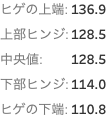 ヒゲの上端: 136.9
上部ヒンジ: 128.5
中央値: 128.5
下部ヒンジ: 114.0
ヒゲの下端: 110.8